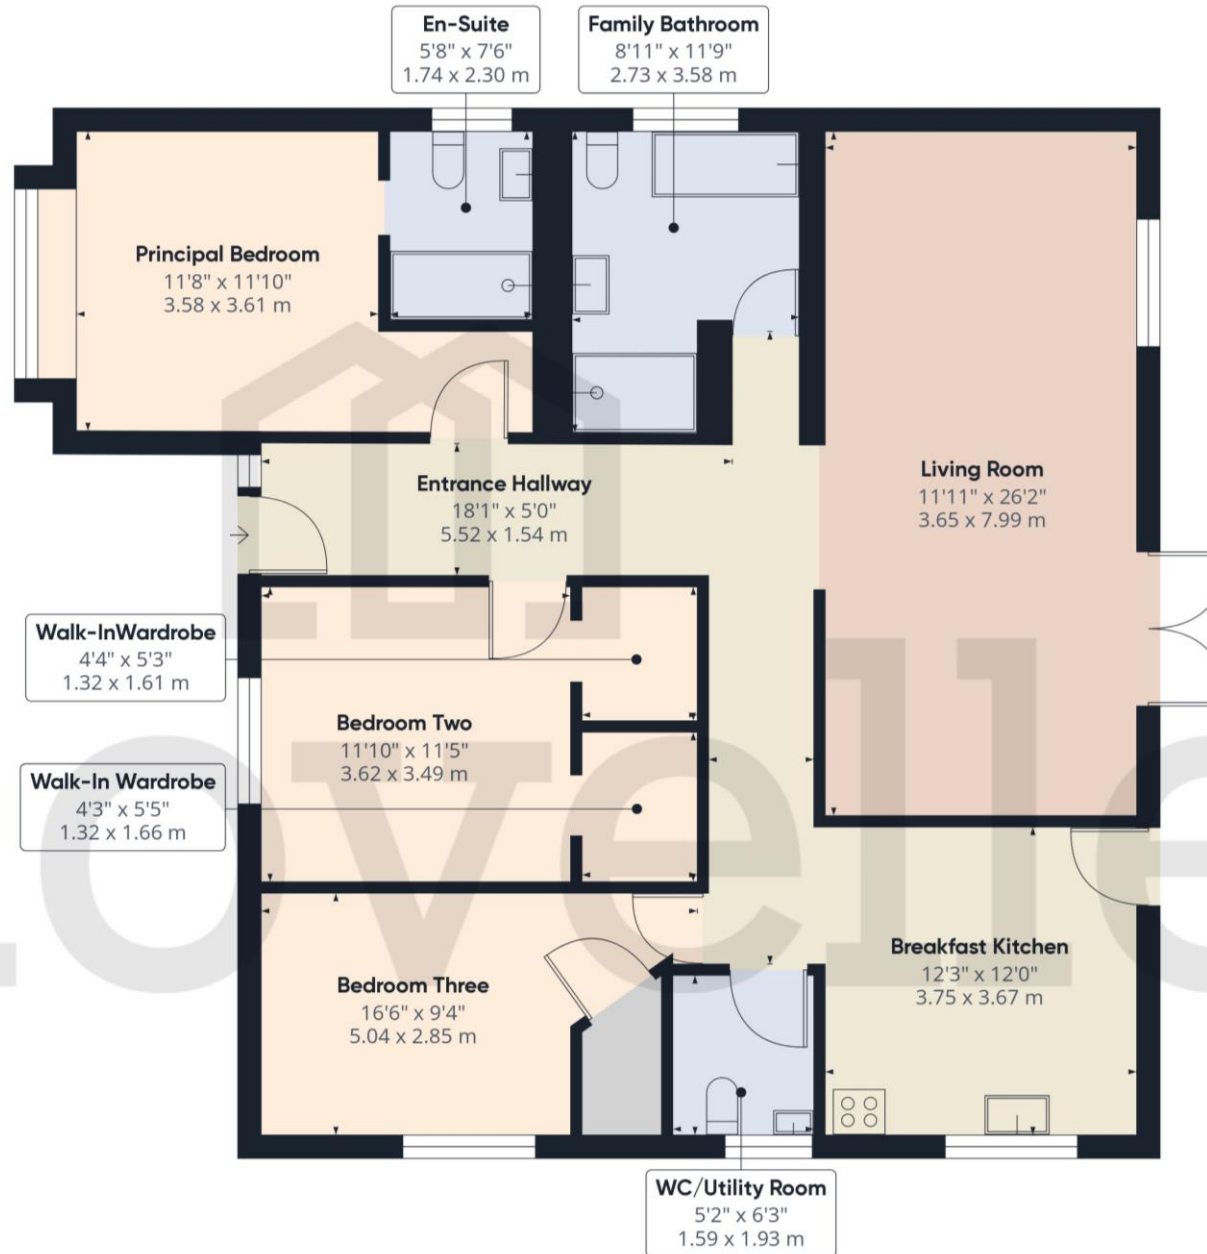 En-Suite
5'8" x 7'6"
1.74 x 2.30 m
Family Bathroom
8'11" x 11'9"
2.73 x 3.58 m
Principal Bedroom
11'8" x 11'10"
3.58 x 3.61 m
Living Room
11'11" x 26'2"
3.65 x 7.99 m
Entrance Hallway
18'1" x 5'0"
5.52 x 1.54 m
Walk-InWardrobe
4'4" x 5'3"
1.32 x 1.61 m
Bedroom Two
11'10" x 11'5"
3.62 x 3.49 m
Walk-In Wardrobe
4'3" x 5'5"
1.32 x 1.66 m
Breakfast Kitchen
12'3" x 12'0"
3.75 x 3.67 m
Bedroom Three
16'6" x 9'4"
5.04 x 2.85 m
WC/Utility Room
5'2" x 6'3"
1.59 x 1.93 m
ovelle